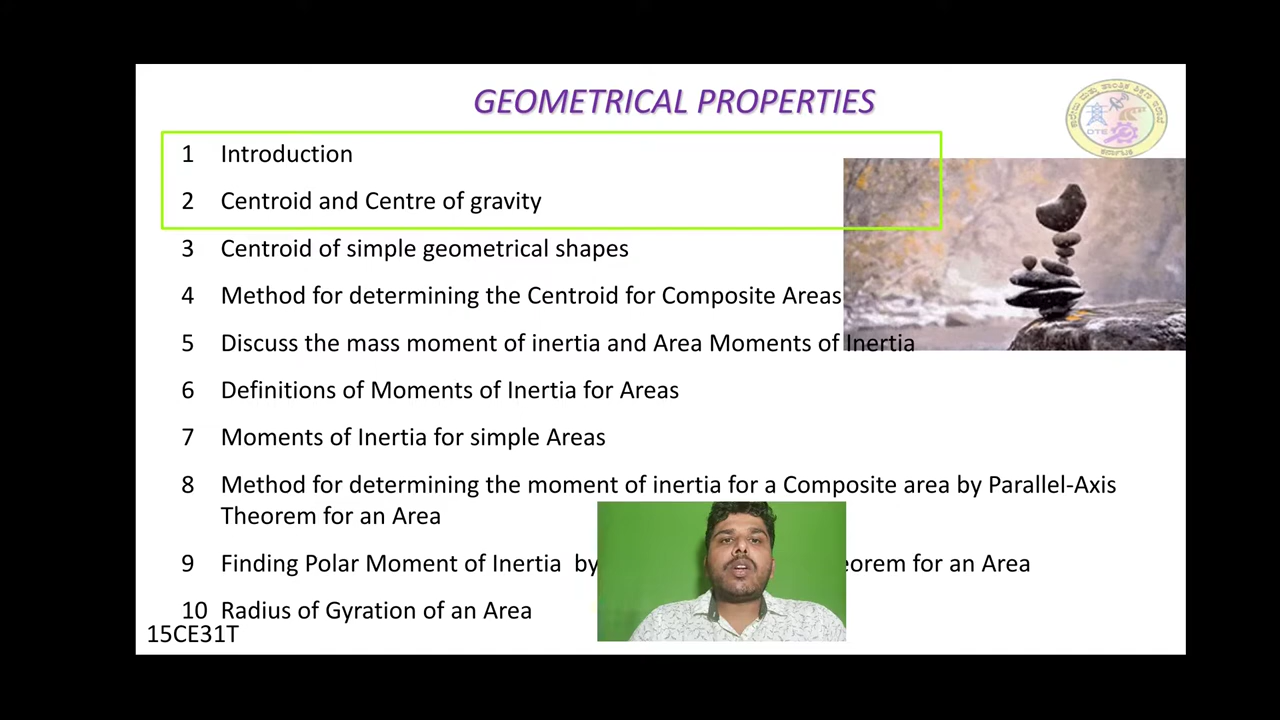 GEOMETRICAL PROPERTIES
1 Introduction
2 Centroid and Centre of gravity
3 Centroid of simple geometrical shapes
4 Method for determining the Centroid for Composite Areas
5 Discuss the mass moment of inertia and Area Moments of Inertia
6 Definitions of Moments of Inertia for Areas
7 Moments of Inertia for simple Areas
8 Method for determining the moment of inertia for a Composite area by Parallel-Axis
Theorem for an Area
9 Finding Polar Moment of Inertia by eorem for an Area
10 Radius of Gyration of an Area
15CE31T
DTE